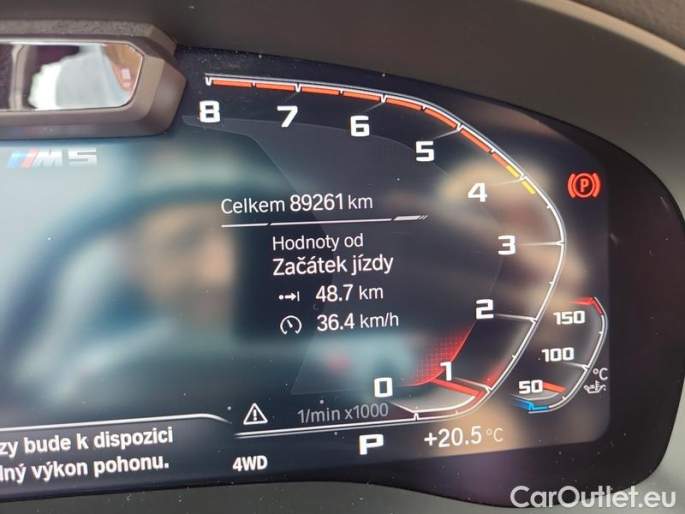 8 7 6 5 4 3 2 1 0
M5
Celkem 89261 km
Hodnoty od
Začátek jízdy
48.7 km
36.4 km/h
P
150
100
50
°C
1/min x1000
zy bude k dispozici
lný výkon pohonu.
4WD
P
+20.5 °C
CarOutlet.eu